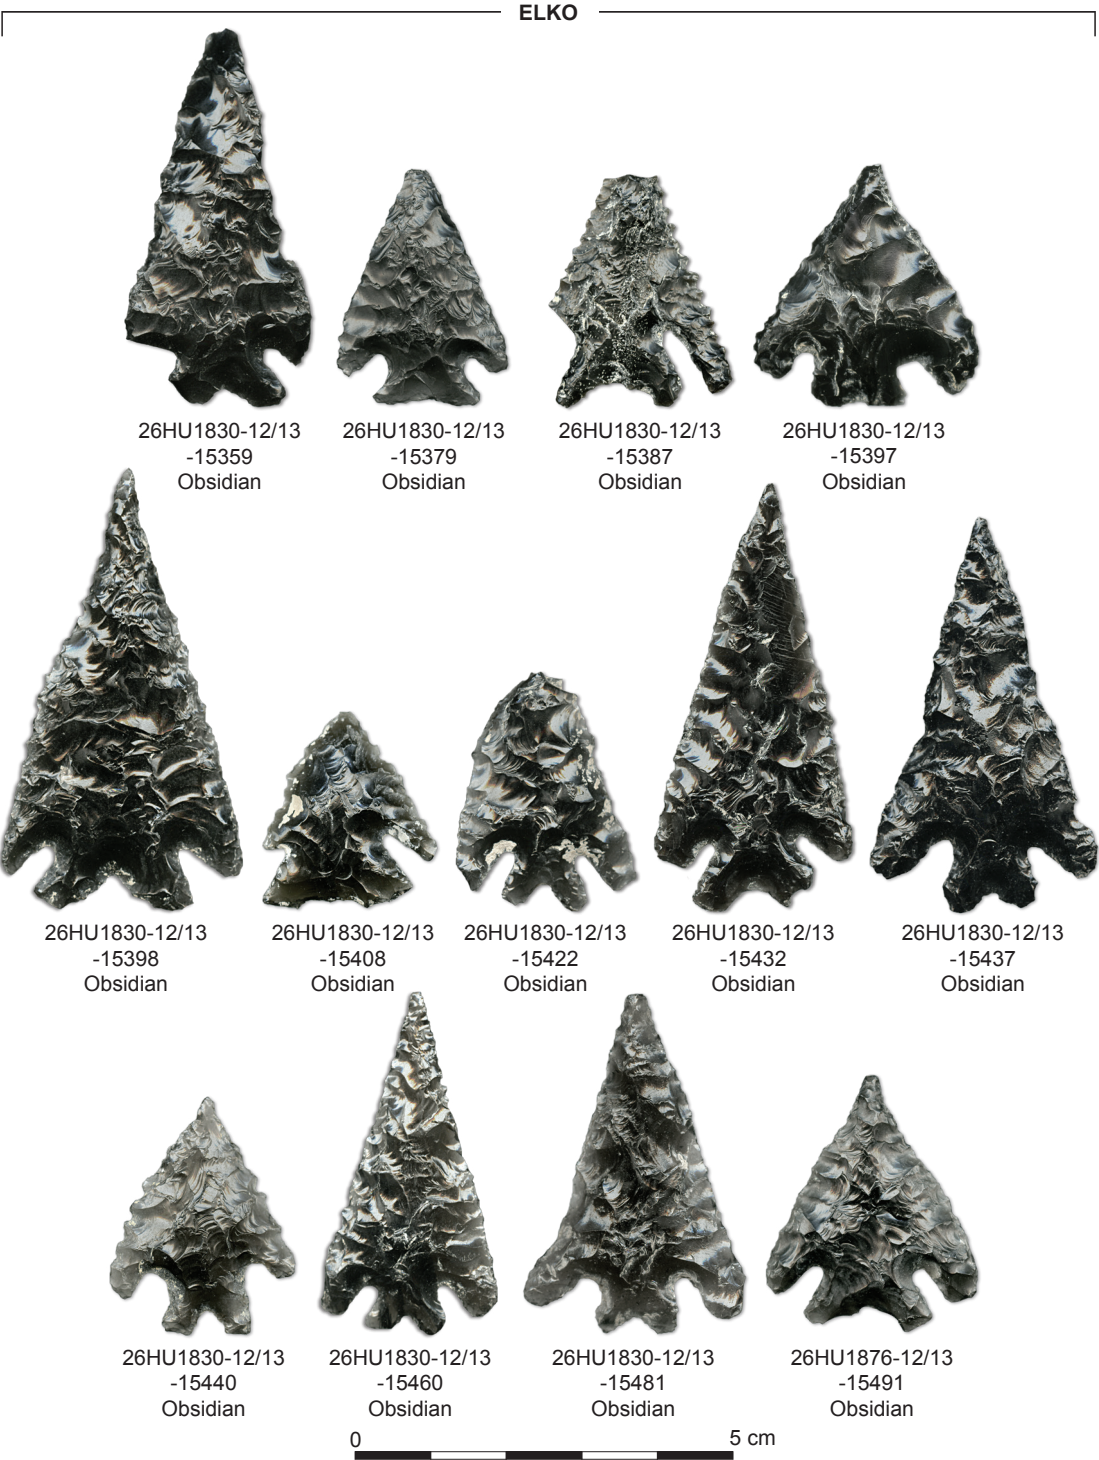 ELKO
26HU1830-12/13
-15359
Obsidian
26HU1830-12/13
-15379
Obsidian
26HU1830-12/13
-15387
Obsidian
26HU1830-12/13
-15397
Obsidian
26HU1830-12/13
-15398
Obsidian
26HU1830-12/13
-15408
Obsidian
26HU1830-12/13
-15422
Obsidian
26HU1830-12/13
-15432
Obsidian
26HU1830-12/13
-15437
Obsidian
26HU1830-12/13
-15440
Obsidian
26HU1830-12/13
-15460
Obsidian
26HU1830-12/13
-15481
Obsidian
26HU1876-12/13
-15491
Obsidian
0 5 cm